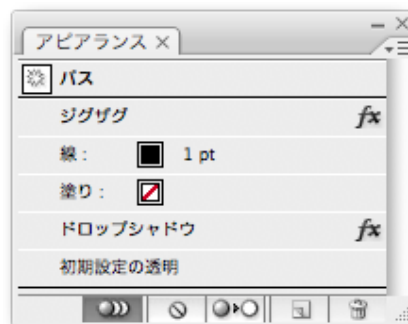 アピアランス ×
パス
ジグザグ fx
線： 1 pt
塗り：
ドロップシャドウ fx
初期設定の透明